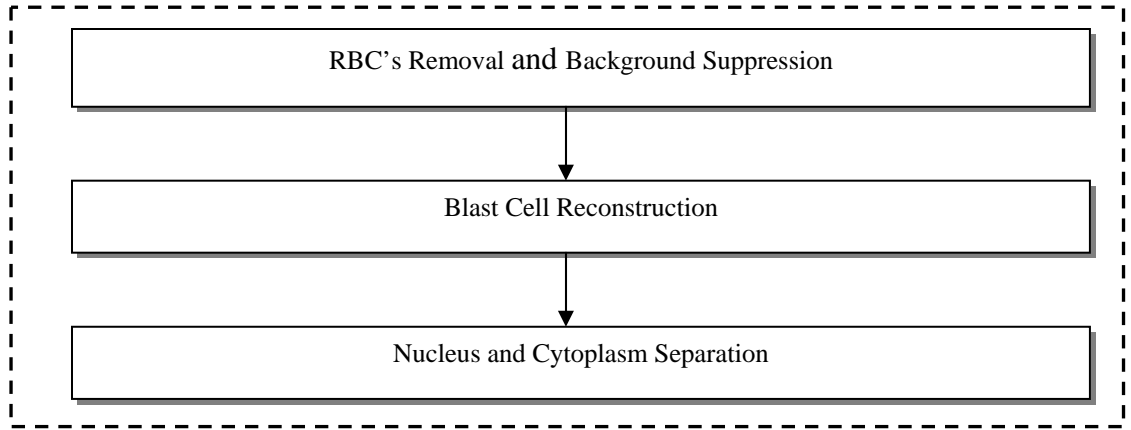 RBC’s Removal and Background Suppression
Blast Cell Reconstruction
Nucleus and Cytoplasm Separation